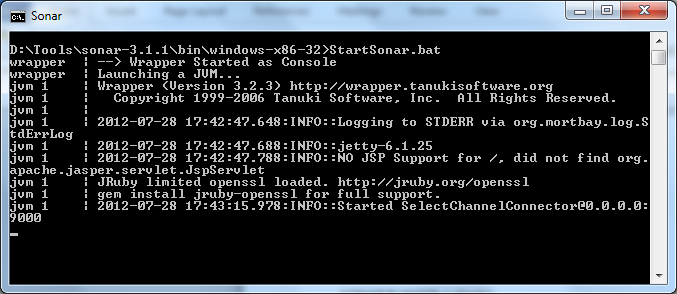 Sonar
D:\Tools\sonar-3.1.1\bin\windows-x86-32>StartSonar.bat
wrapper  | --> Wrapper Started as Console
wrapper  | Launching a JVM...
jvm 1    | Wrapper (Version 3.2.3) http://wrapper.tanukisoftware.org
jvm 1    |   Copyright 1999-2006 Tanuki Software, Inc.  All Rights Reserved.
jvm 1    |
jvm 1    | 2012-07-28 17:42:47.648:INFO::Logging to STDERR via org.mortbay.log.S
tdErrLog
jvm 1    | 2012-07-28 17:42:47.688:INFO::jetty-6.1.25
jvm 1    | 2012-07-28 17:42:47.788:INFO::NO JSP Support for /, did not find org.
apache.jasper.servlet.JspServlet
jvm 1    | JRuby limited openssl loaded. http://jruby.org/openssl
jvm 1    | gem install jruby-openssl for full support.
jvm 1    | 2012-07-28 17:43:15.978:INFO::Started SelectChannelConnector@0.0.0.0:
9000